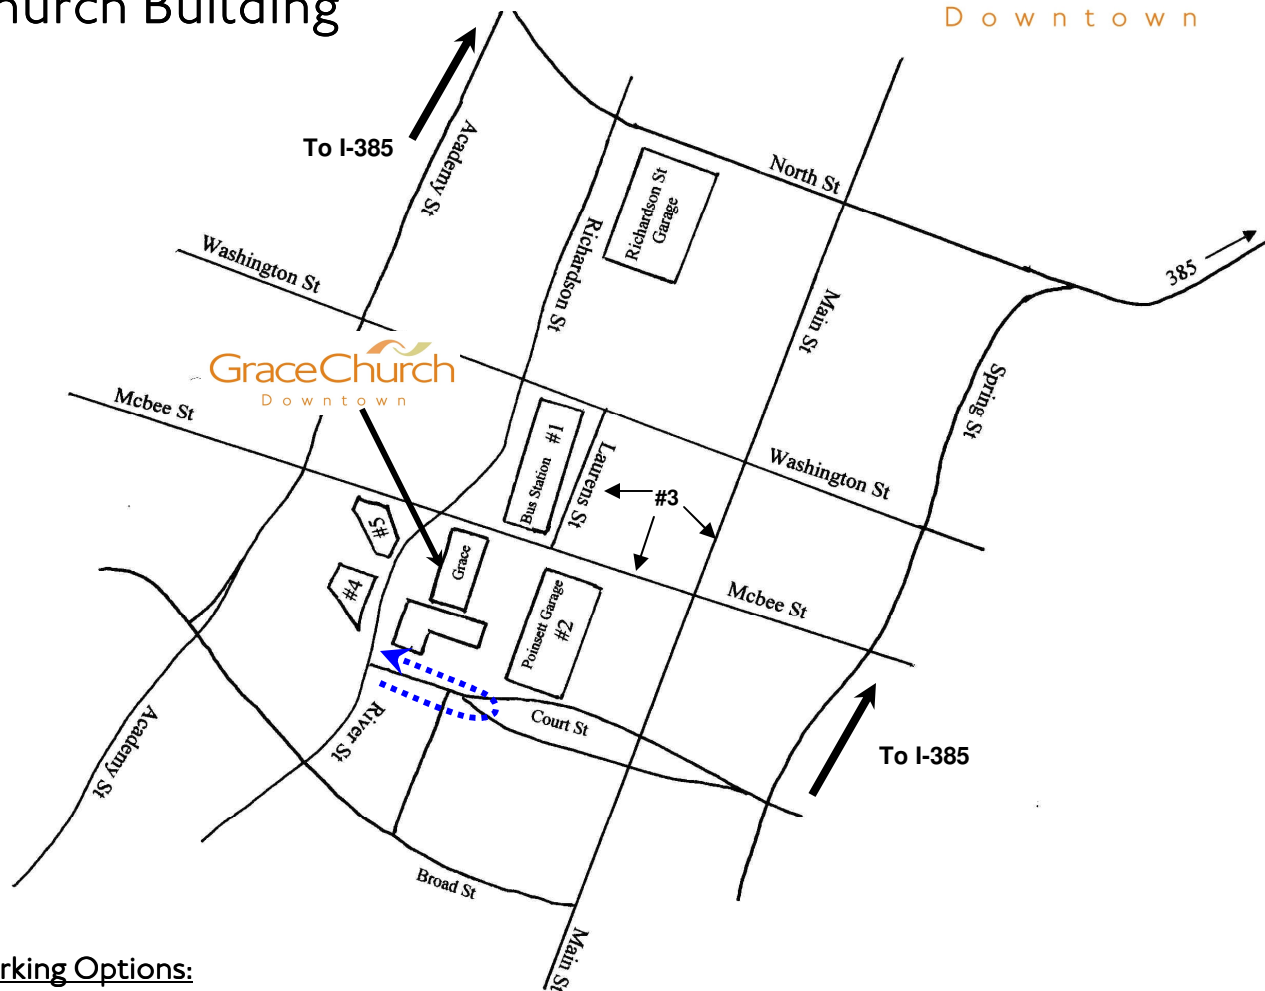 hurch Building
Downtown
To I-385
Academy St
North St
Richardson St
Garage
Washington St
Richardson St
385
Main St
GraceChurch
Downtown
Mcbee St
Spring St
Bus Station #1
Laurens St
#3
Washington St
#5
Grace
#4
Poinsett Garage
#2
Mcbee St
Academy St
River St
Court St
To I-385
Broad St
Main St
rking Options: